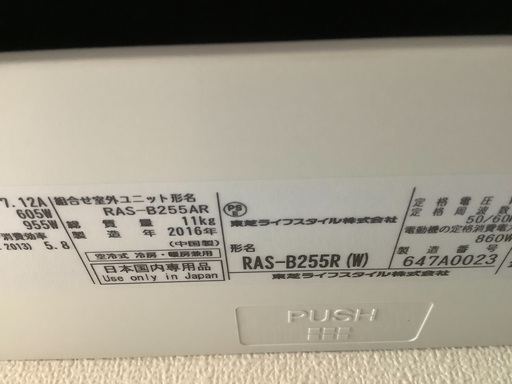 7.12A
605W
955W
消費効率
2013) 5.8
組合せ室外ユニット形名
RAS-B255AR
総質量 11kg
製造年 2016年
(中国製)
空冷式 冷房・暖房兼用
日本国内専用品
Use only in Japan
PS
E
東芝ライフスタイル株式会社
形名
RAS-B255R(W)
東芝ライフスタイル株式会社
定格電圧
定格周波数
50/60
電動機の定格消費電
860W
製造番号
647A0023
PUSH